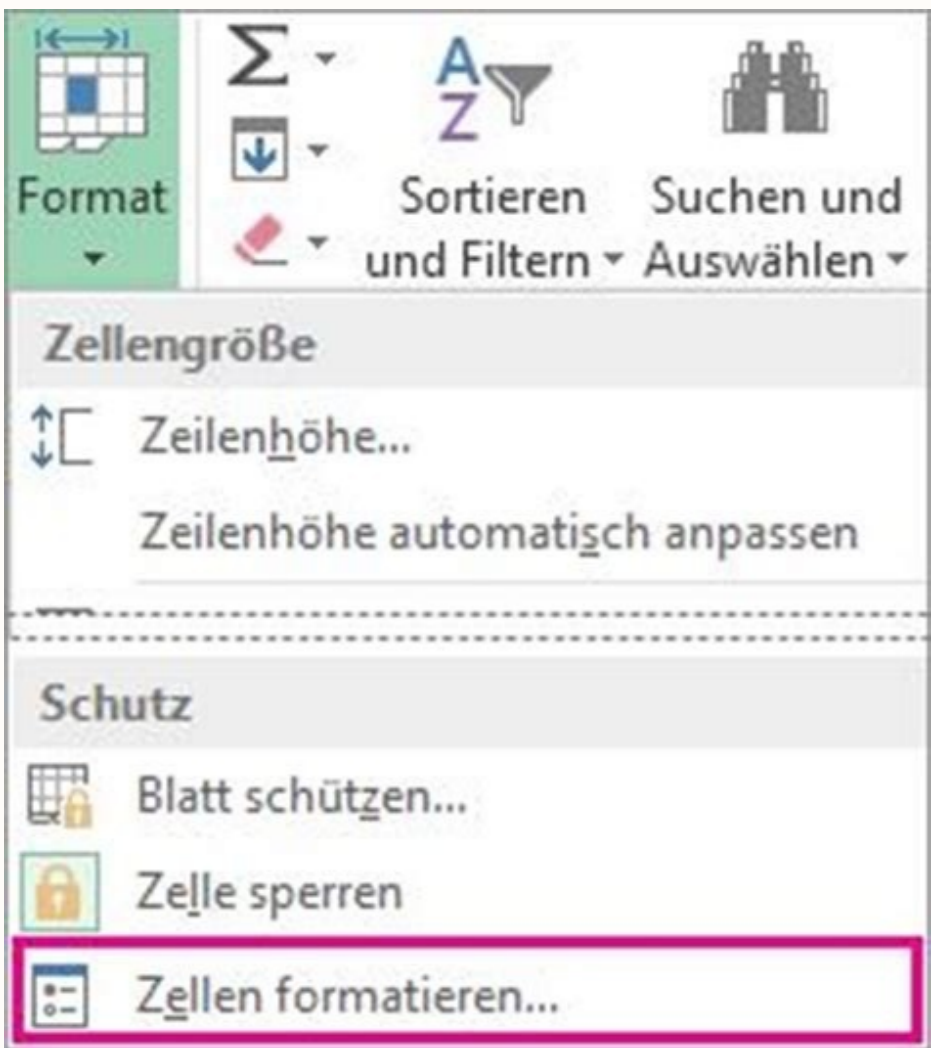 Format
Sortieren
und Filtern
Suchen und
Auswählen
Zellengröße
Zeilenhöhe...
Zeilenhöhe automatisch anpassen
Schutz
Blatt schützen...
Zelle sperren
Zellen formatieren...